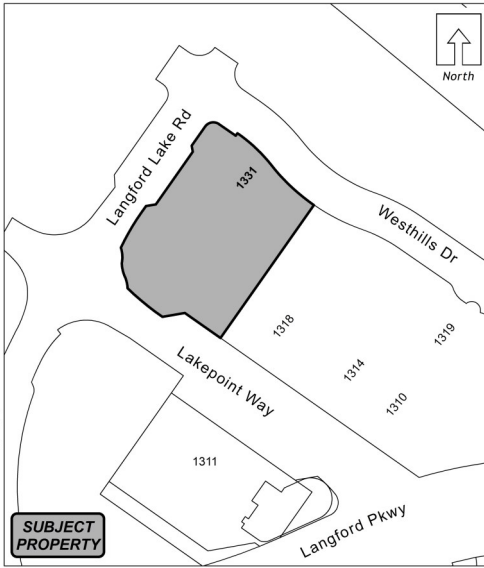 North
Langford Lake Rd
1331
Westhills Dr
1318
1319
1314
1310
Lakepoint Way
1311
Langford Pkwy
SUBJECT
PROPERTY